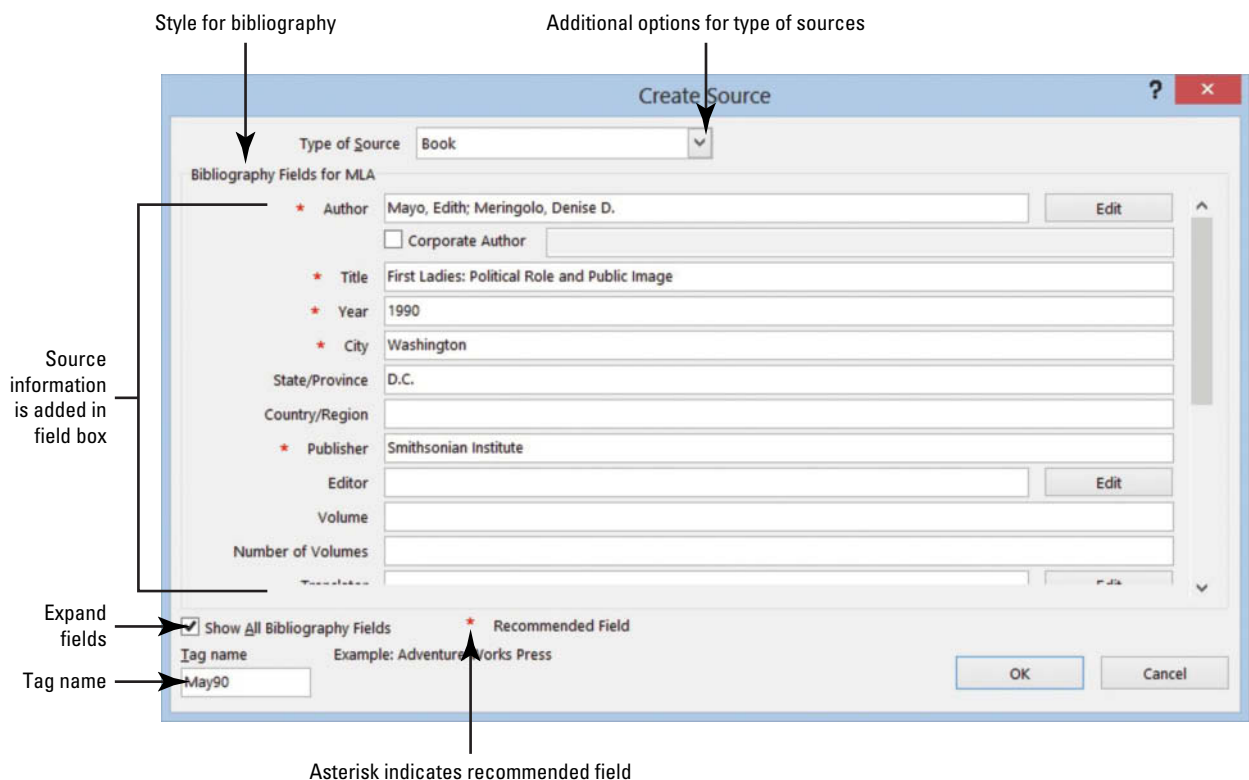 Style for bibliography
Additional options for type of sources
Create Source
?
Type of Source Book
Bibliography Fields for MLA
* Author Mayo, Edith; Meringolo, Denise D. Edit
Corporate Author
* Title First Ladies: Political Role and Public Image
* Year 1990
* City Washington
Source
information
is added in
field box
State/Province D.C.
Country/Region
* Publisher Smithsonian Institute
Editor Edit
Volume
Number of Volumes
Translator Edit
Expand
fields
Show All Bibliography Fields * Recommended Field
Tag name Example: Adventure Works Press
Tag name
May90
OK Cancel
Asterisk indicates recommended field